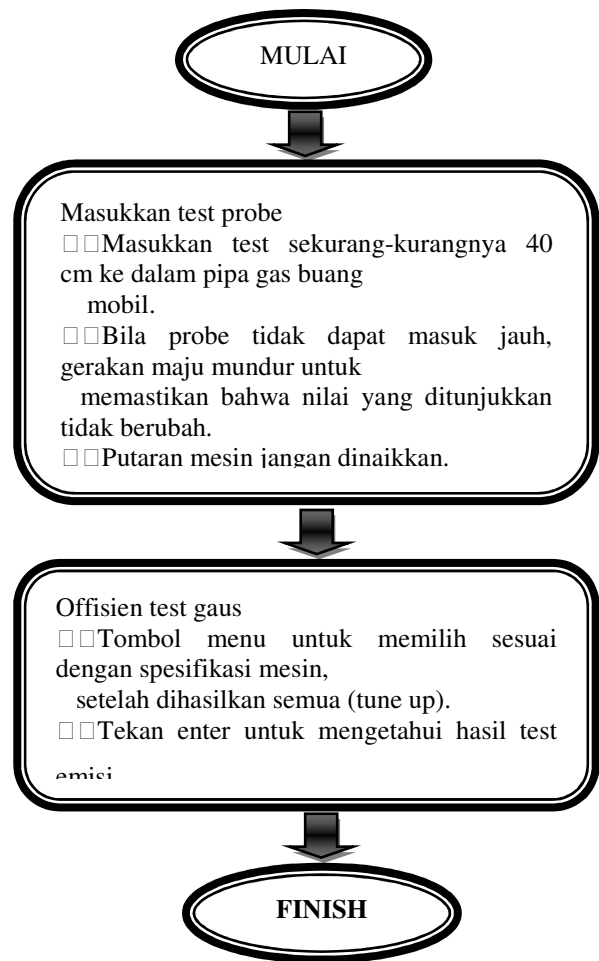 MULAI
Masukkan test probe
□□Masukkan test sekurang-kurangnya 40
cm ke dalam pipa gas buang
mobil.
□□Bila probe tidak dapat masuk jauh,
gerakan maju mundur untuk
memastikan bahwa nilai yang ditunjukkan
tidak berubah.
□□Putaran mesin jangan dinaikkan.
Offisien test gaus
□□Tombol menu untuk memilih sesuai
dengan spesifikasi mesin,
setelah dihasilkan semua (tune up).
□□Tekan enter untuk mengetahui hasil test
emisi
FINISH